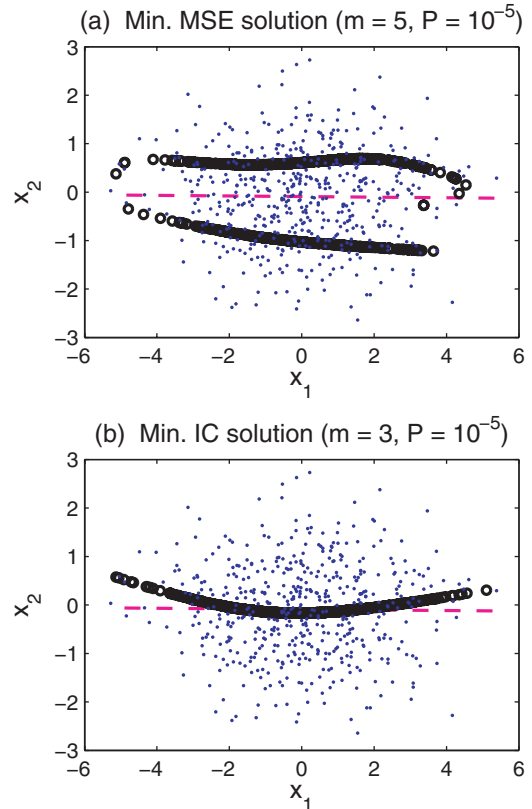 (a) Min. MSE solution (m = 5, P = 10⁻⁵)
3
2
1
0
−1
−2
−3
x₂
−6 −4 −2 0 2 4 6
x₁
(b) Min. IC solution (m = 3, P = 10⁻⁵)
3
2
1
0
−1
−2
−3
x₂
−6 −4 −2 0 2 4 6
x₁